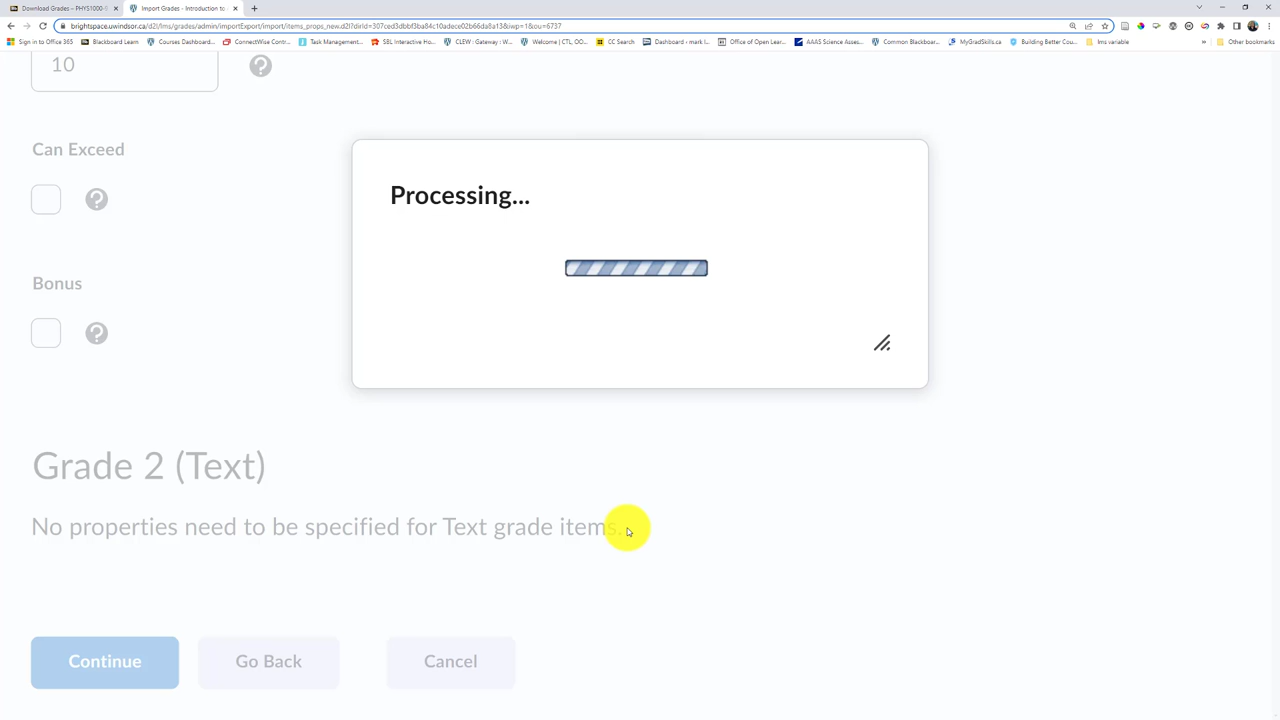 Download Grades – PHYS1000-
Import Grades - Introduction to
brightspace.uwindsor.ca/d2l/lms/grades/admin/importExport/import/items_props_new.d2l?dirId=307ced3dbbf3ba84c10adece02b66da8a13&iwp=1&ou=6737
Sign in to Office 365 Blackboard Learn Courses Dashboard... ConnectWise Contr... Task Management... SBL Interactive Ho... CLEW : Gateway : W... Welcome | CTL, OO... CC Search Dashboard - mark l... Office of Open Lear... AAAS Science Asses... Common Blackboar... MyGradSkills.ca Building Better Cou... lms variable » Other bookmarks
10
Can Exceed
Processing...
Bonus
Grade 2 (Text)
No properties need to be specified for Text grade items.
Continue Go Back Cancel